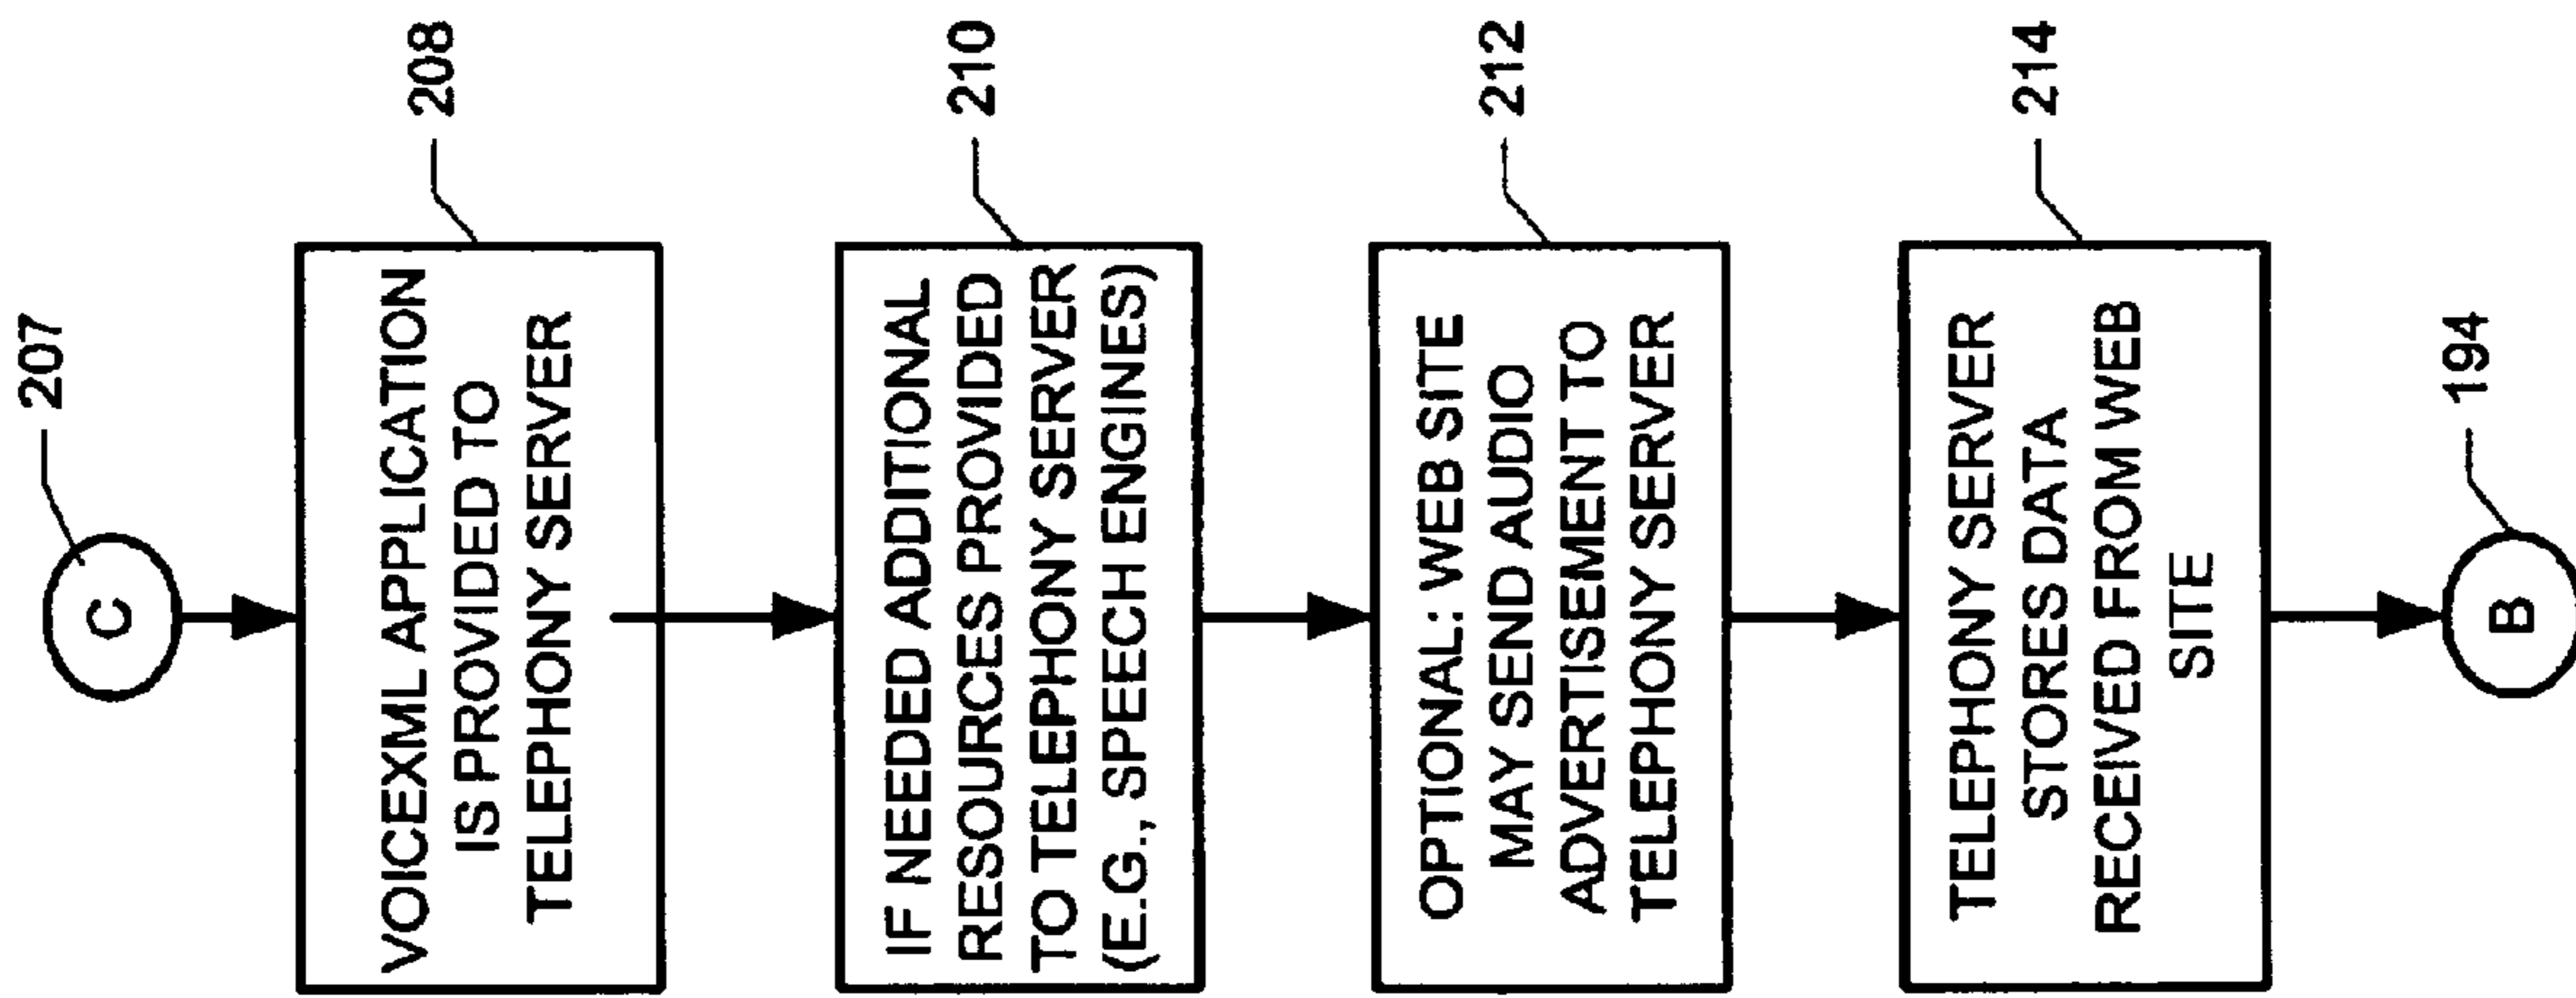 207
C
208
VOICEXML APPLICATION
IS PROVIDED TO
TELEPHONY SERVER
210
IF NEEDED ADDITIONAL
RESOURCES PROVIDED
TO TELEPHONY SERVER
(E.G., SPEECH ENGINES)
212
OPTIONAL: WEB SITE
MAY SEND AUDIO
ADVERTISEMENT TO
TELEPHONY SERVER
214
TELEPHONY SERVER
STORES DATA
RECEIVED FROM WEB
SITE
194
B